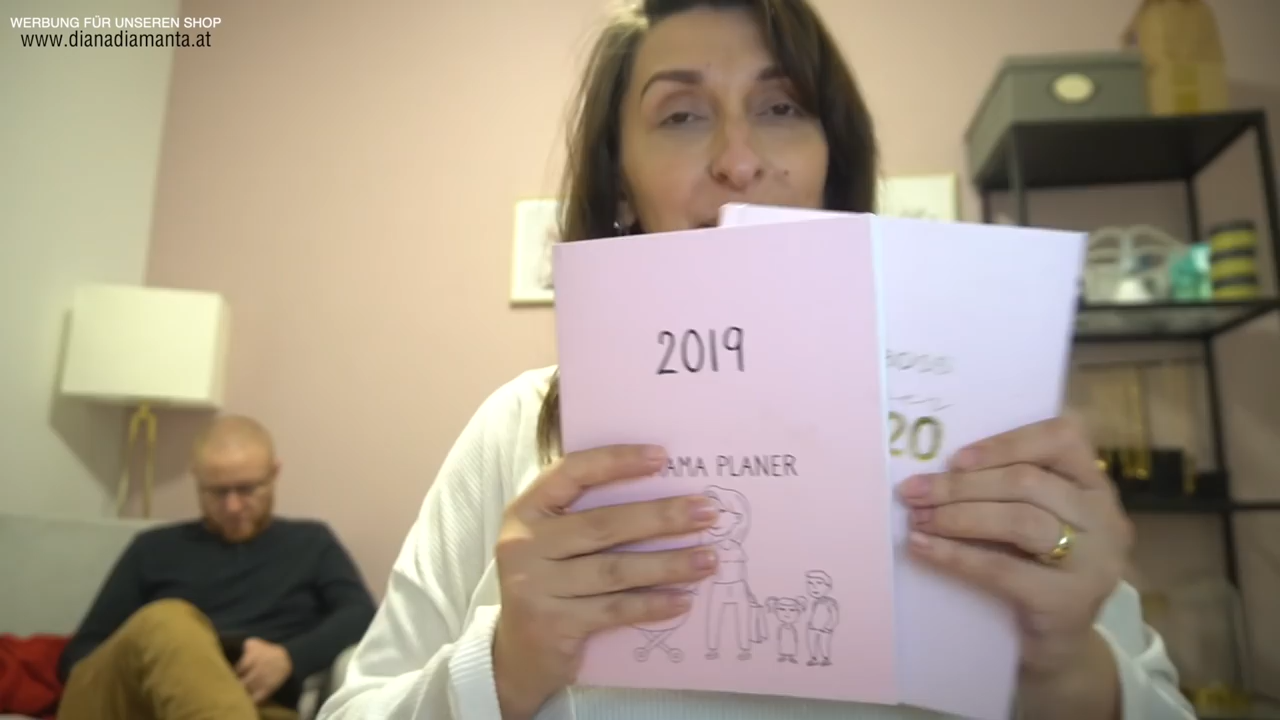 WERBUNG FÜR UNSEREN SHOP
www.dianadiamanta.at
2019
AMA PLANER
20